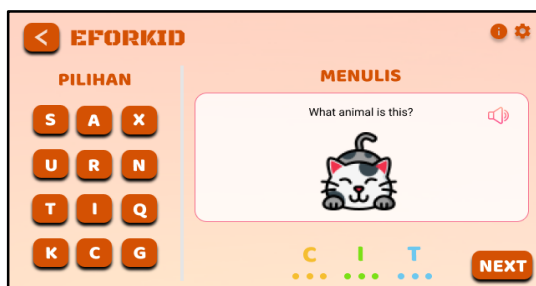 EFORKID
PILIHAN
S A X
U R N
T I Q
K C G
MENULIS
What animal is this?
C I T
NEXT